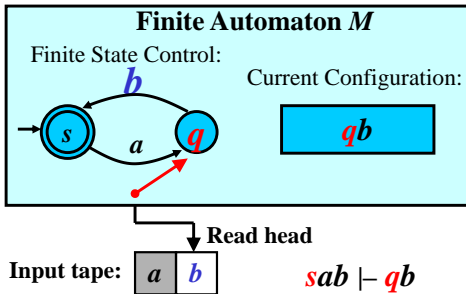 Finite Automaton M
Finite State Control:
Current Configuration:
b
s
a
q
qb
Read head
Input tape:
a b
sab |– qb